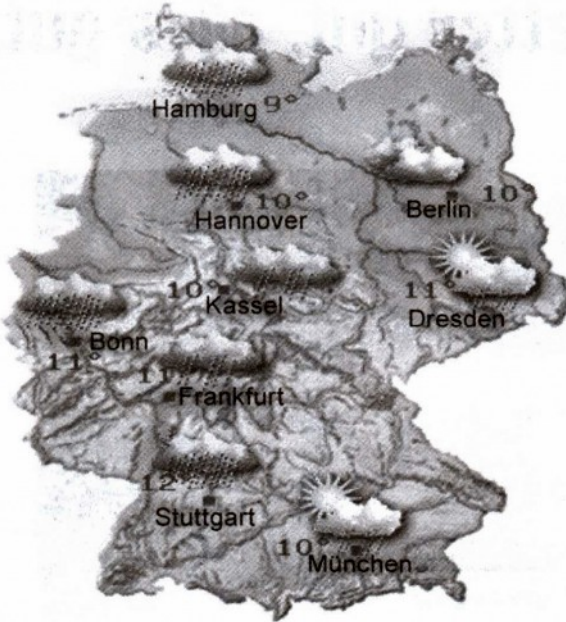 Hamburg 9°
Hannover 10°
Berlin 10°
10° Kassel
11° Dresden
Bonn
11°
11
Frankfurt
12°
Stuttgart
10°
München